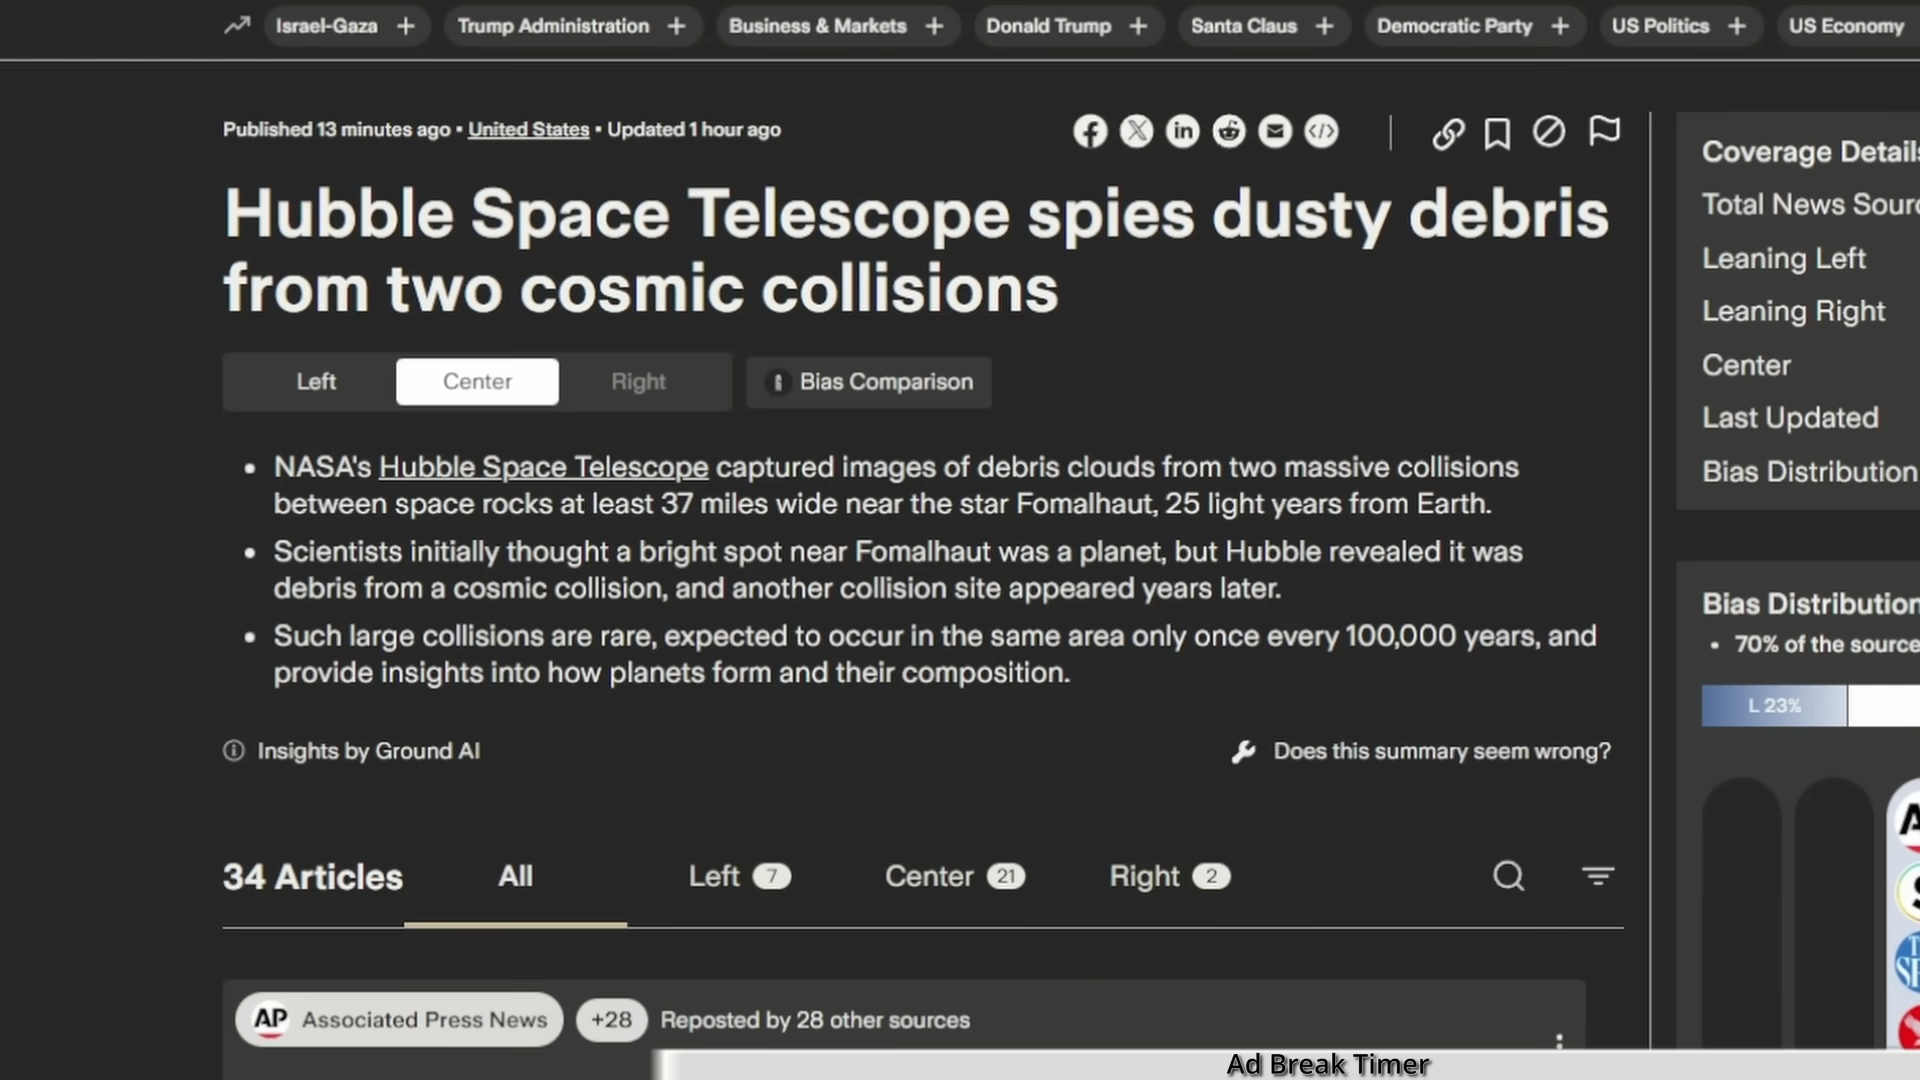 Israel-Gaza +
Trump Administration +
Business & Markets +
Donald Trump +
Santa Claus +
Democratic Party +
US Politics +
US Economy
Published 13 minutes ago • United States • Updated 1 hour ago
Hubble Space Telescope spies dusty debris
from two cosmic collisions
Left
Center
Right
Bias Comparison
• NASA's Hubble Space Telescope captured images of debris clouds from two massive collisions
between space rocks at least 37 miles wide near the star Fomalhaut, 25 light years from Earth.
• Scientists initially thought a bright spot near Fomalhaut was a planet, but Hubble revealed it was
debris from a cosmic collision, and another collision site appeared years later.
• Such large collisions are rare, expected to occur in the same area only once every 100,000 years, and
provide insights into how planets form and their composition.
Insights by Ground AI
Does this summary seem wrong?
34 Articles
All
Left 7
Center 21
Right 2
AP Associated Press News
+28
Reposted by 28 other sources
Coverage Details
Total News Sour
Leaning Left
Leaning Right
Center
Last Updated
Bias Distribution
Bias Distribution
• 70% of the source
L 23%
Ad Break Timer